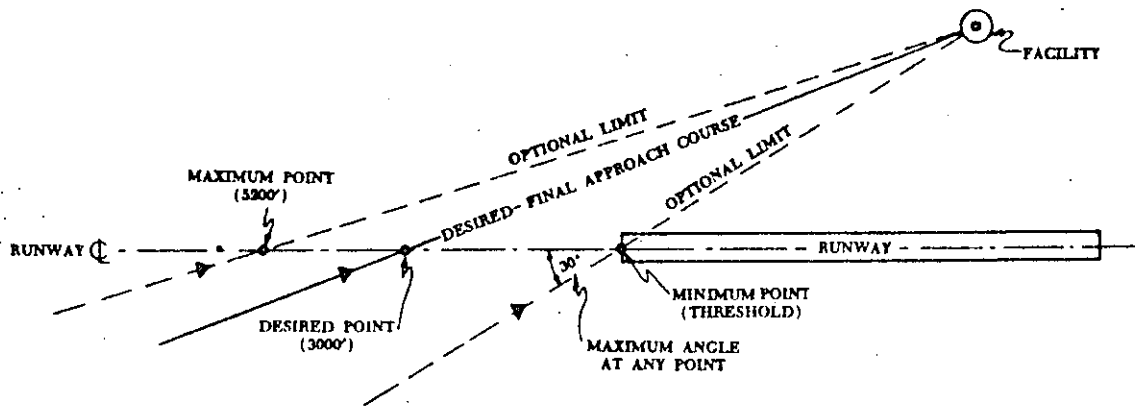 FACILITY
OPTIONAL LIMIT
DESIRED FINAL APPROACH COURSE
OPTIONAL LIMIT
MAXIMUM POINT
(5200')
RUNWAY ℄
RUNWAY
30°
MINIMUM POINT
(THRESHOLD)
DESIRED POINT
(3000')
MAXIMUM ANGLE
AT ANY POINT